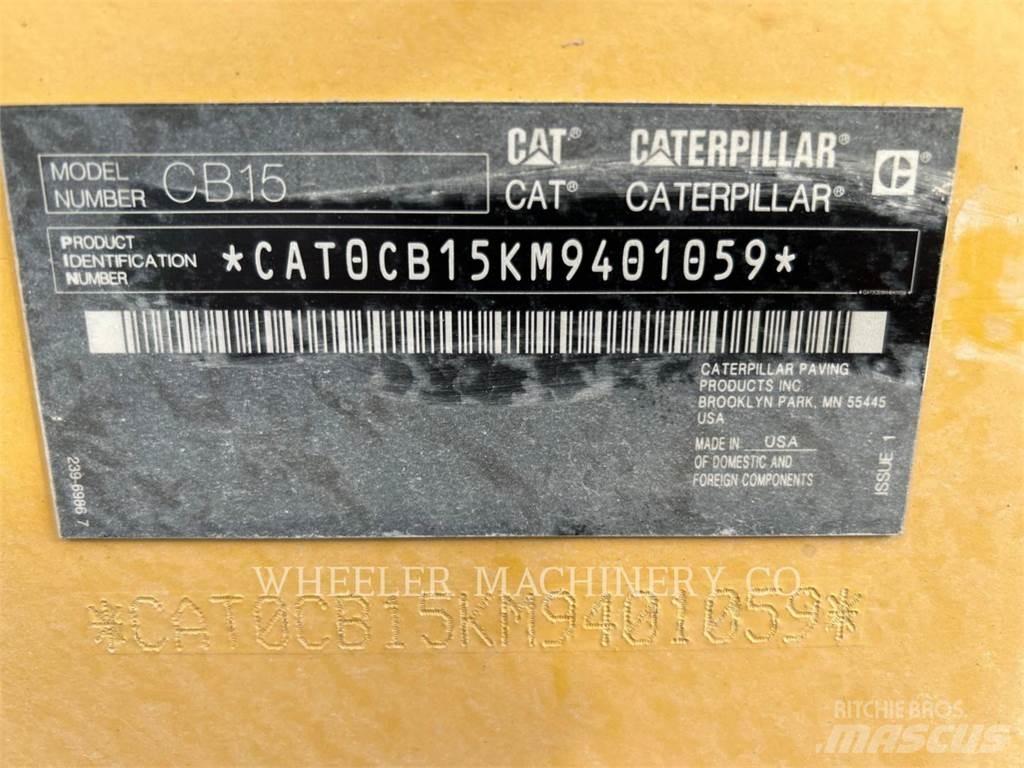 CAT® CATERPILLAR®
MODEL
NUMBER CB15
CAT® CATERPILLAR®
PRODUCT
IDENTIFICATION
NUMBER
*CAT0CB15KM9401059*
CATERPILLAR PAVING
PRODUCTS INC.
BROOKLYN PARK, MN 55445
USA
MADE IN USA
OF DOMESTIC AND
FOREIGN COMPONENTS
ISSUE 1
239-6986 7
WHEELER MACHINERY CO.
*CAT0CB15KM9401059*
RITCHIE BROS.
mascus